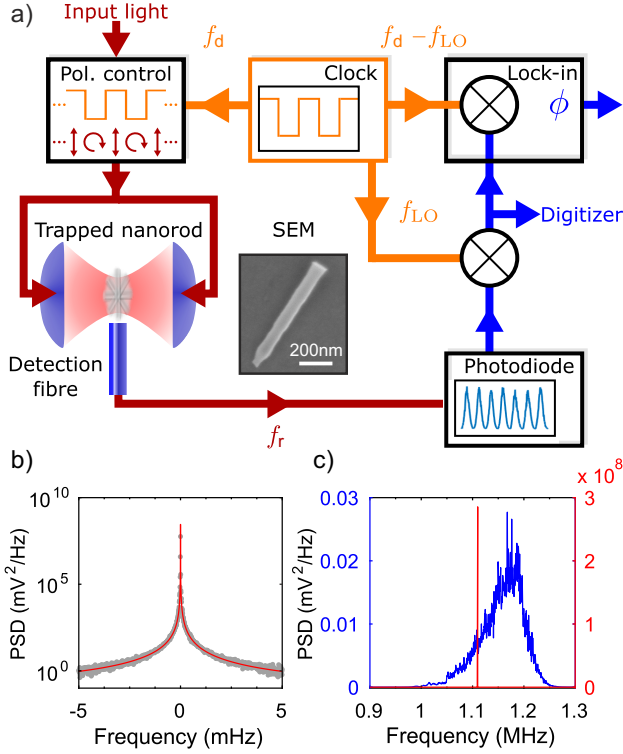 a) Input light
f_d
f_d − f_LO
Pol. control
Clock
Lock-in
ϕ
... ...
... ...
f_LO
Digitizer
Trapped nanorod
SEM
200nm
Detection
fibre
Photodiode
f_r
b)
10^10
10^5
10^0
PSD (mV^2/Hz)
-5 0 5
Frequency (mHz)
c)
x 10^8
0.03
0.02
0.01
0
PSD (mV^2/Hz)
3
2
1
0
0.9 1 1.1 1.2 1.3
Frequency (MHz)